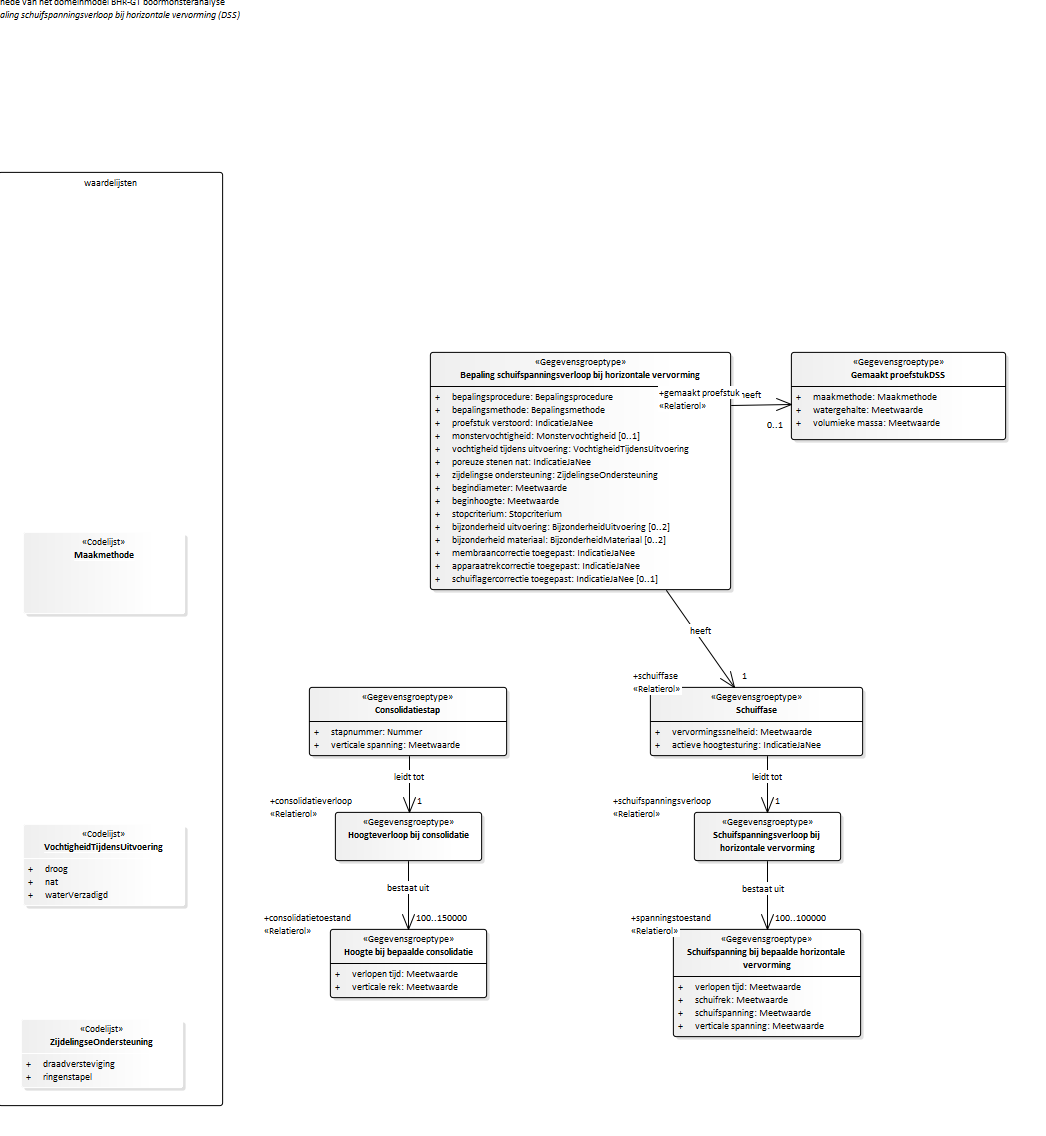 nede van het domeinmodel BHR-GT boormonsteranalyse
aling schuifspanningsverloop bij horizontale vervorming (DSS)
waardelijsten
«Gegevensgroeptype»
Bepaling schuifspanningsverloop bij horizontale vervorming
+ bepalingsprocedure: Bepalingsprocedure
+ bepalingsmethode: Bepalingsmethode
+ proefstuk verstoord: IndicatieJaNee
+ monstervochtigheid: Monstervochtigheid [0..1]
+ vochtigheid tijdens uitvoering: VochtigheidTijdensUitvoering
+ poreuze stenen nat: IndicatieJaNee
+ zijdelingse ondersteuning: ZijdelingseOndersteuning
+ begindiameter: Meetwaarde
+ beginhoogte: Meetwaarde
+ stopcriterium: Stopcriterium
+ bijzonderheid uitvoering: BijzonderheidUitvoering [0..2]
+ bijzonderheid materiaal: BijzonderheidMateriaal [0..2]
+ membraancorrectie toegepast: IndicatieJaNee
+ apparaatrekcorrectie toegepast: IndicatieJaNee
+ schuiflagercorrectie toegepast: IndicatieJaNee [0..1]
+gemaakt proefstuk
heeft
«Relatierol»
0..1
«Gegevensgroeptype»
Gemaakt proefstukDSS
+ maakmethode: Maakmethode
+ watergehalte: Meetwaarde
+ volumieke massa: Meetwaarde
«Codelijst»
Maakmethode
heeft
+schuiffase
1
«Relatierol»
«Gegevensgroeptype»
Consolidatiestap
+ stapnummer: Nummer
+ verticale spanning: Meetwaarde
«Gegevensgroeptype»
Schuiffase
+ vervormingssnelheid: Meetwaarde
+ actieve hoogtesturing: IndicatieJaNee
leidt tot
leidt tot
+consolidatieverloop
1
«Relatierol»
+schuifspanningsverloop
1
«Relatierol»
«Gegevensgroeptype»
Hoogteverloop bij consolidatie
«Gegevensgroeptype»
Schuifspanningsverloop bij
horizontale vervorming
«Codelijst»
VochtigheidTijdensUitvoering
+ droog
+ nat
+ waterVerzadigd
bestaat uit
bestaat uit
+consolidatietoestand
100..150000
«Relatierol»
+spanningstoestand
100..100000
«Relatierol»
«Gegevensgroeptype»
Hoogte bij bepaalde consolidatie
+ verlopen tijd: Meetwaarde
+ verticale rek: Meetwaarde
«Gegevensgroeptype»
Schuifspanning bij bepaalde horizontale
vervorming
+ verlopen tijd: Meetwaarde
+ schuifrek: Meetwaarde
+ schuifspanning: Meetwaarde
+ verticale spanning: Meetwaarde
«Codelijst»
ZijdelingseOndersteuning
+ draadversteviging
+ ringenstapel